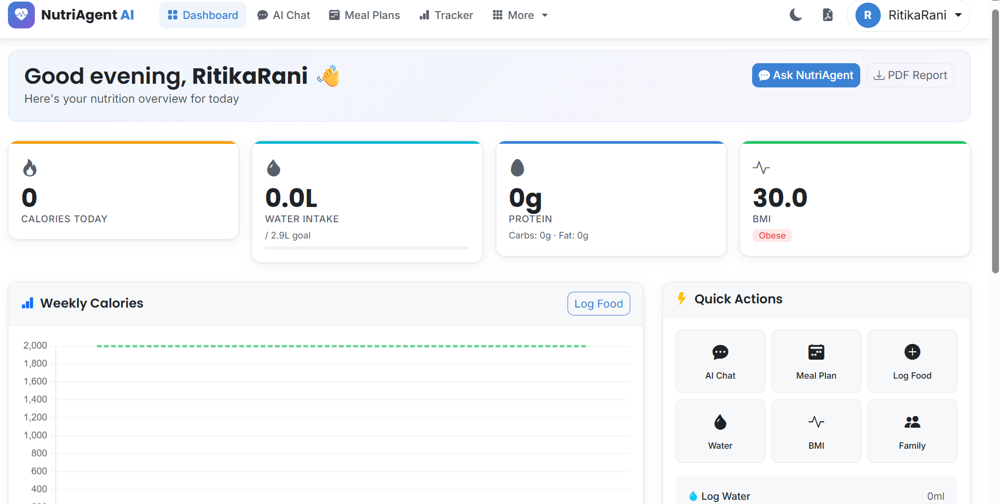 NutriAgent AI
Dashboard
AI Chat
Meal Plans
Tracker
More
R
RitikaRani
Good evening, RitikaRani 👋
Here's your nutrition overview for today
Ask NutriAgent
PDF Report
0
CALORIES TODAY
0.0L
WATER INTAKE
/ 2.9L goal
0g
PROTEIN
Carbs: 0g · Fat: 0g
30.0
BMI
Obese
Weekly Calories
Log Food
2,000
1,800
1,600
1,400
1,200
1,000
800
600
400
Quick Actions
AI Chat
Meal Plan
Log Food
Water
BMI
Family
Log Water
0ml